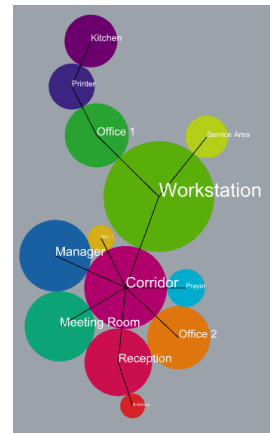 Kitchen
Printer
Office 1
Service Area
Workstation
Manager
Corridor
Prayer
Meeting Room
Office 2
Reception
Entrance